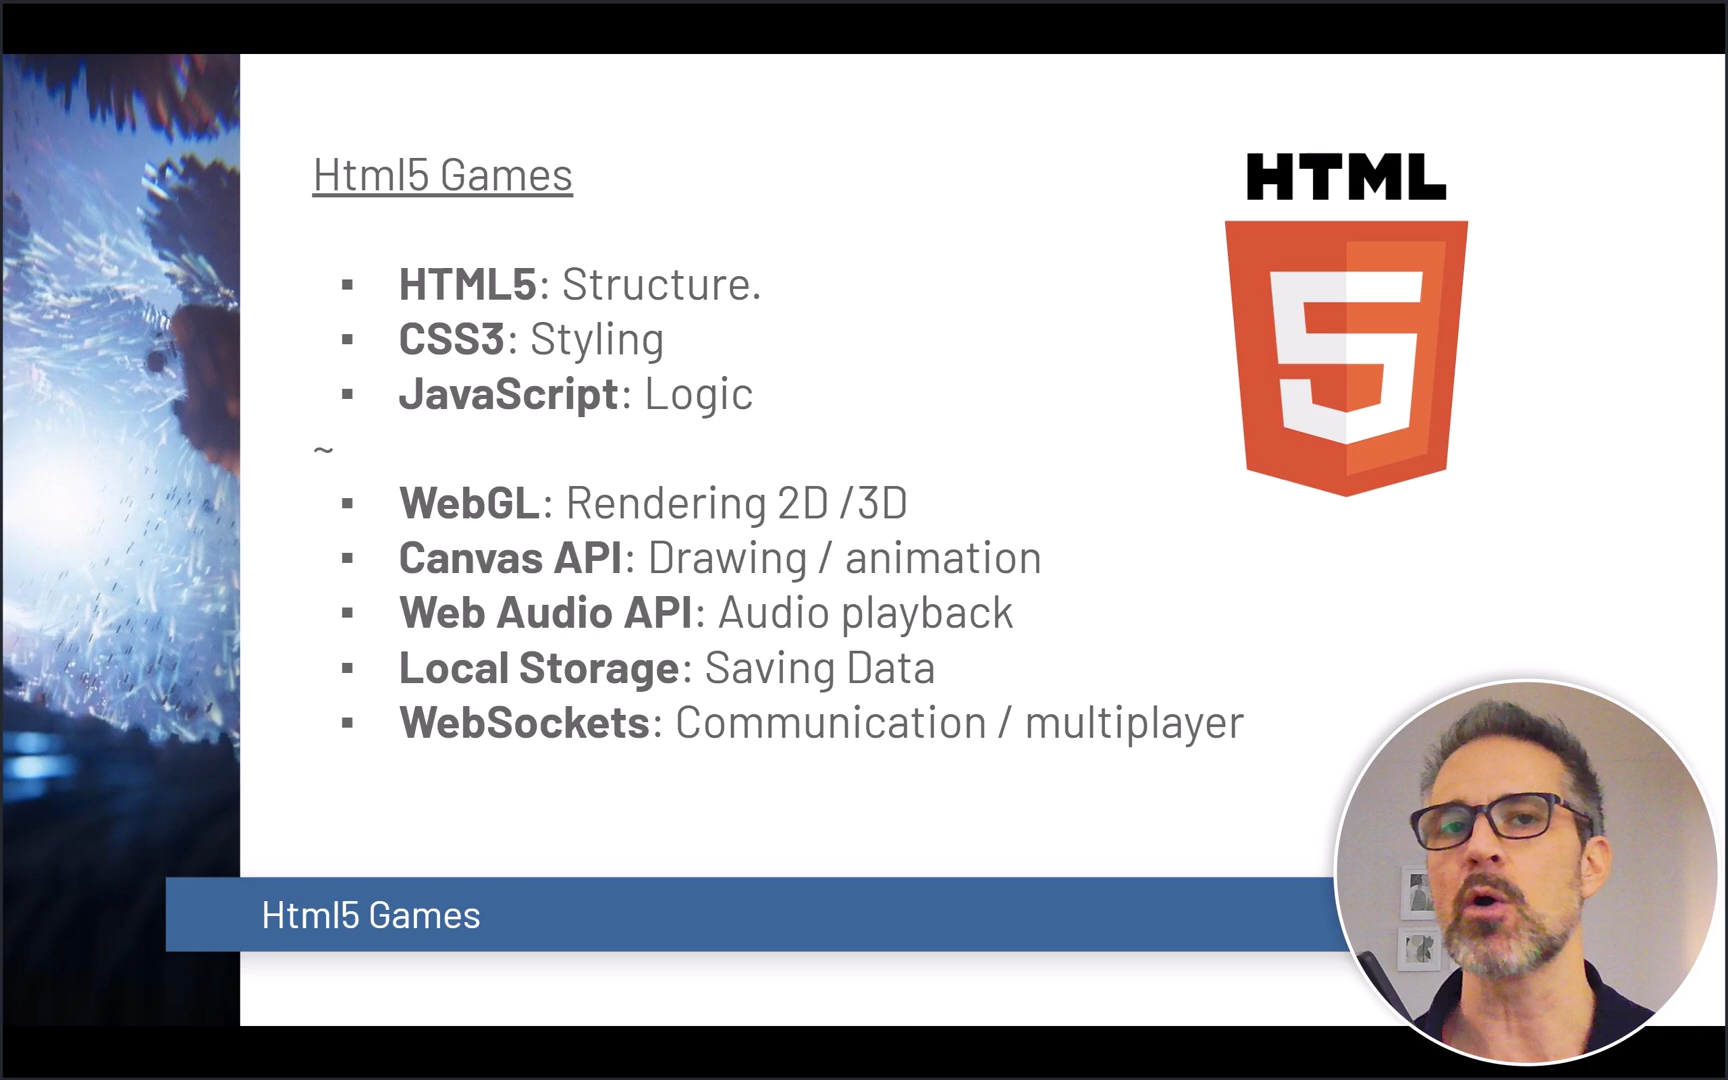 Html5 Games
HTML
5
▪ HTML5: Structure.
▪ CSS3: Styling
▪ JavaScript: Logic
~
▪ WebGL: Rendering 2D /3D
▪ Canvas API: Drawing / animation
▪ Web Audio API: Audio playback
▪ Local Storage: Saving Data
▪ WebSockets: Communication / multiplayer
Html5 Games